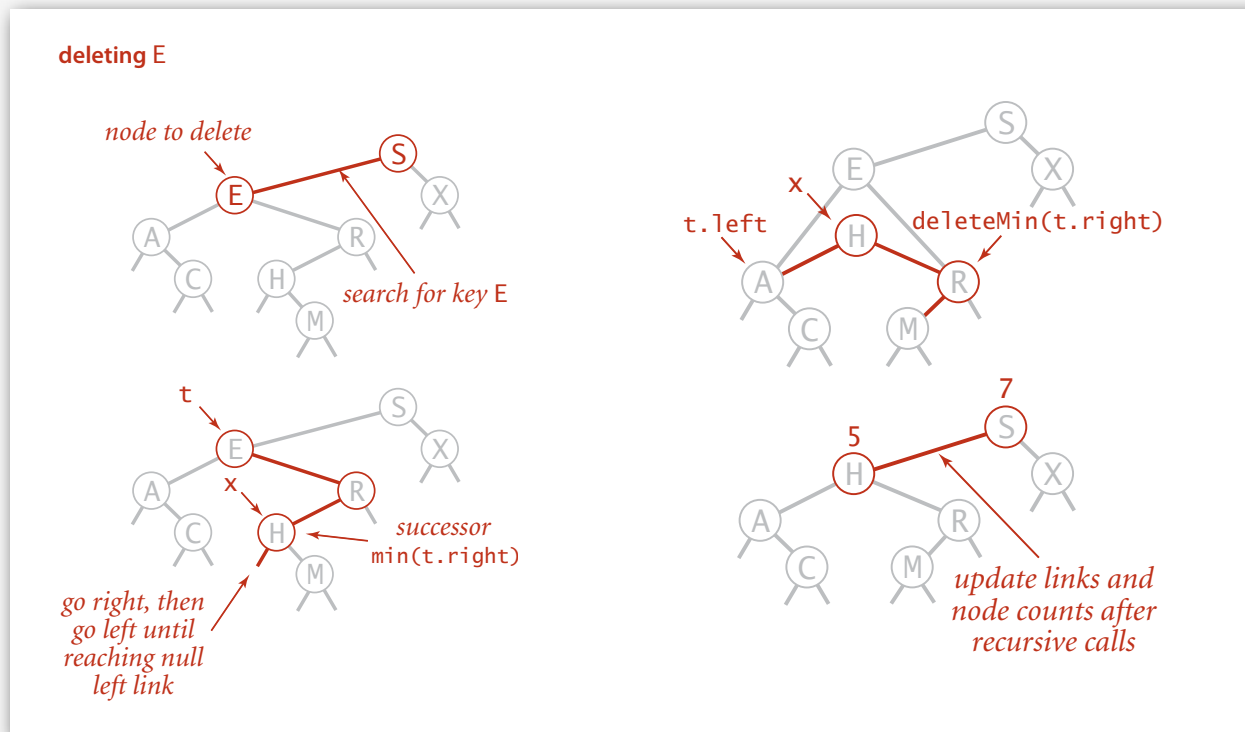 deleting E
node to delete
S
E
X
A
R
C
H
search for key E
M
t
S
E
X
A
x
R
C
H
successor
min(t.right)
M
go right, then
go left until
reaching null
left link
S
E
X
x
t.left
H
deleteMin(t.right)
A
R
C
M
7
S
5
H
X
A
R
C
M
update links and
node counts after
recursive calls